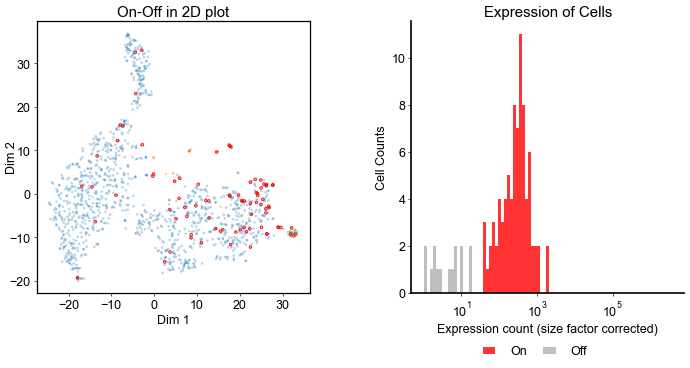 On-Off in 2D plot
Dim 2
30
20
10
0
−10
−20
−20 −10 0 10 20 30
Dim 1
Expression of Cells
Cell Counts
10
8
6
4
2
0
10^1 10^3 10^5
Expression count (size factor corrected)
On Off